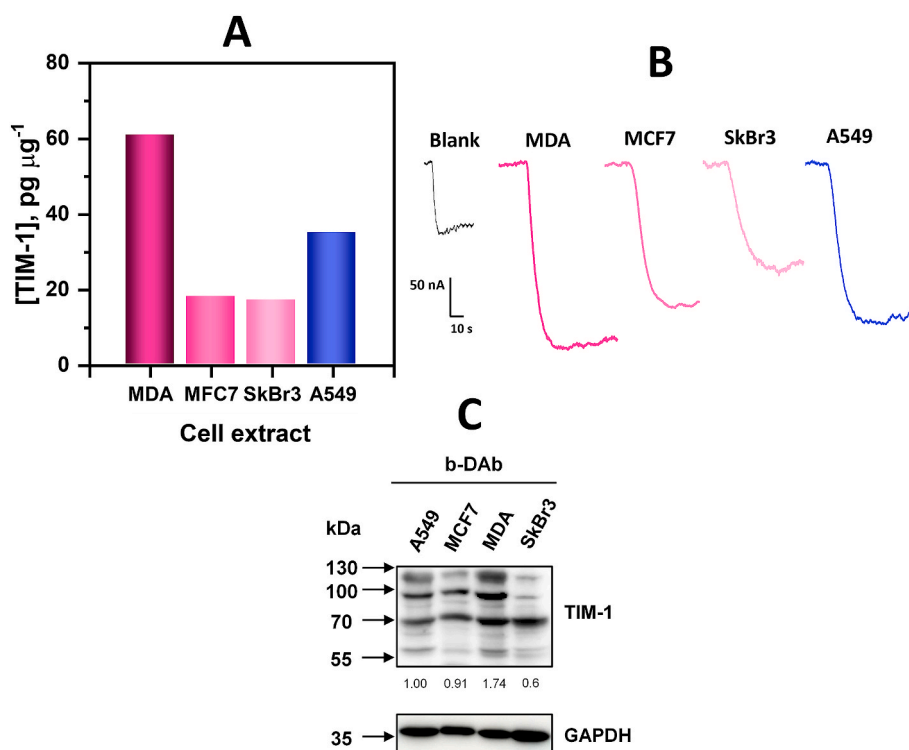 A
[TIM-1], pg µg⁻¹
80
60
40
20
0
MDA MFC7 SkBr3 A549
Cell extract
B
Blank MDA MCF7 SkBr3 A549
50 nA
10 s
C
b-DAb
kDa
A549 MCF7 MDA SkBr3
130
100
70
55
TIM-1
1.00 0.91 1.74 0.6
35
GAPDH